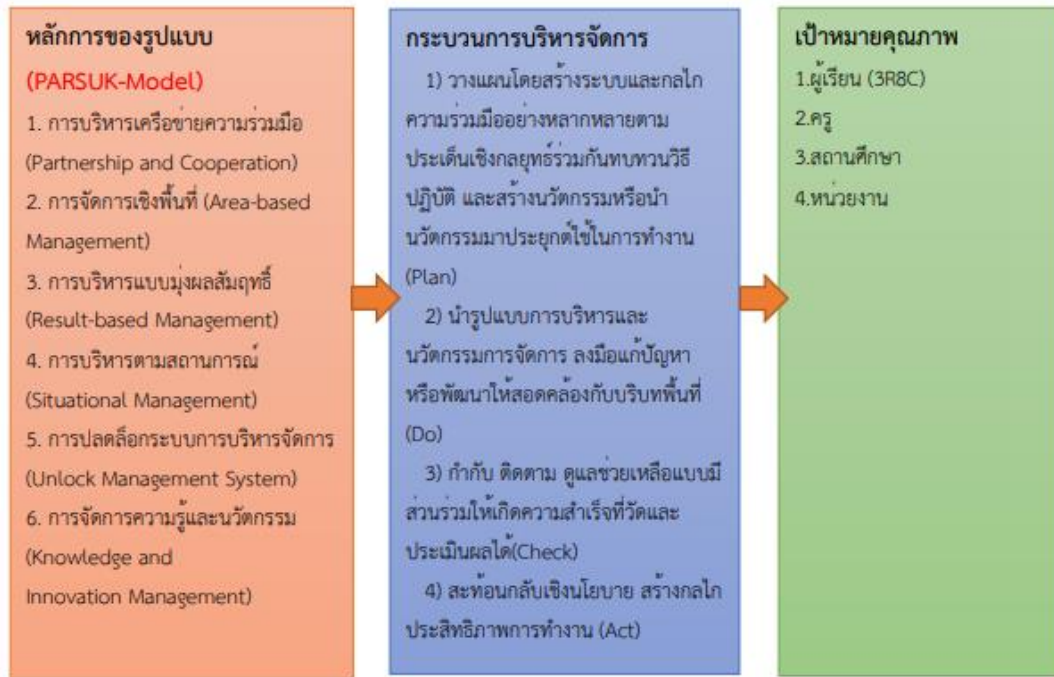 หลักการของรูปแบบ
(PARSUK-Model)
1. การบริหารเครือข่ายความร่วมมือ
(Partnership and Cooperation)
2. การจัดการเชิงพื้นที่ (Area-based
Management)
3. การบริหารแบบมุ่งผลสัมฤทธิ์
(Result-based Management)
4. การบริหารตามสถานการณ์
(Situational Management)
5. การปลดล็อกระบบการบริหารจัดการ
(Unlock Management System)
6. การจัดการความรู้และนวัตกรรม
(Knowledge and
Innovation Management)
กระบวนการบริหารจัดการ
1) วางแผนโดยสร้างระบบและกลไก
ความร่วมมืออย่างหลากหลายตาม
ประเด็นเชิงกลยุทธ์ร่วมกันทบทวนวิธี
ปฏิบัติ และสร้างนวัตกรรมหรือนำ
นวัตกรรมมาประยุกต์ใช้ในการทำงาน
(Plan)
2) นำรูปแบบการบริหารและ
นวัตกรรมการจัดการ ลงมือแก้ปัญหา
หรือพัฒนาให้สอดคล้องกับบริบทพื้นที่
(Do)
3) กำกับ ติดตาม ดูแลช่วยเหลือแบบมี
ส่วนร่วมให้เกิดความสำเร็จที่วัดและ
ประเมินผลได้(Check)
4) สะท้อนกลับเชิงนโยบาย สร้างกลไก
ประสิทธิภาพการทำงาน (Act)
เป้าหมายคุณภาพ
1.ผู้เรียน (3R8C)
2.ครู
3.สถานศึกษา
4.หน่วยงาน